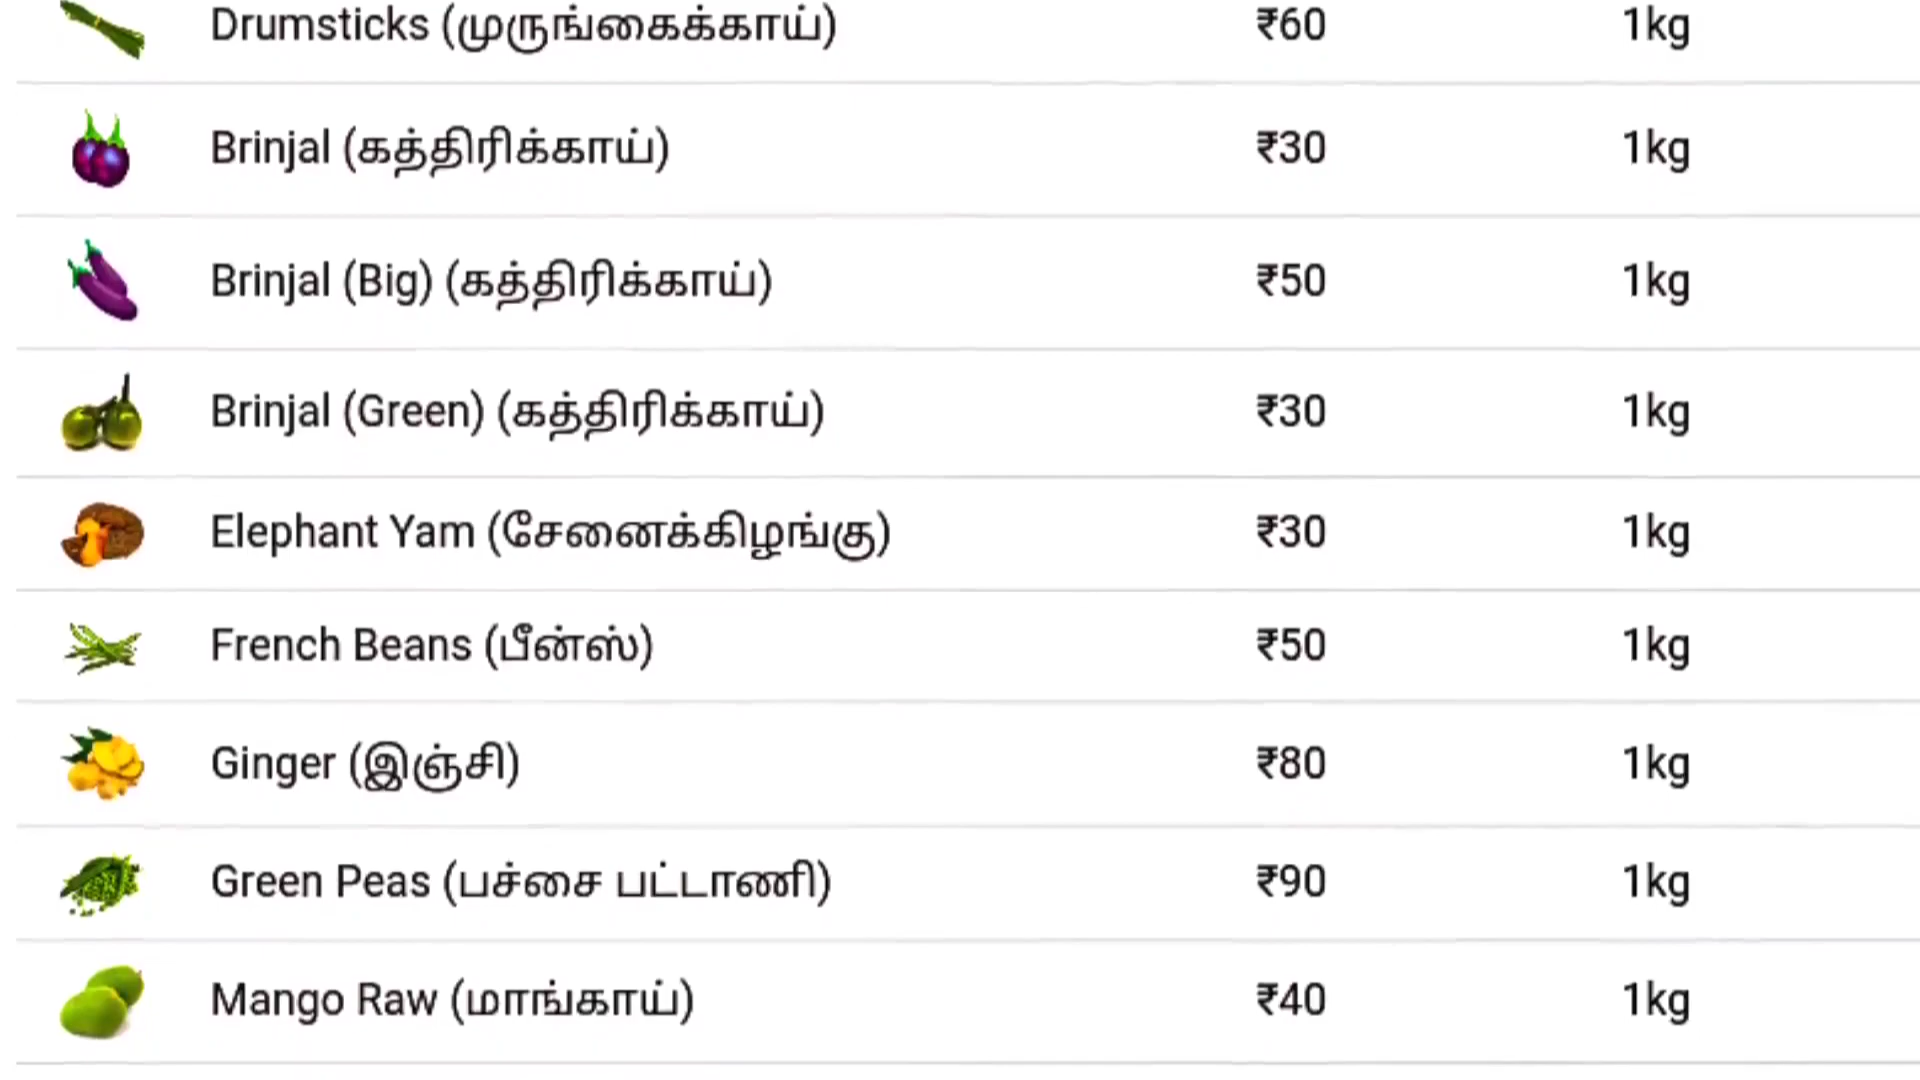 Drumsticks (முருங்கைக்காய்) ₹60 1kg
Brinjal (கத்திரிக்காய்) ₹30 1kg
Brinjal (Big) (கத்திரிக்காய்) ₹50 1kg
Brinjal (Green) (கத்திரிக்காய்) ₹30 1kg
Elephant Yam (சேனைக்கிழங்கு) ₹30 1kg
French Beans (பீன்ஸ்) ₹50 1kg
Ginger (இஞ்சி) ₹80 1kg
Green Peas (பச்சை பட்டாணி) ₹90 1kg
Mango Raw (மாங்காய்) ₹40 1kg